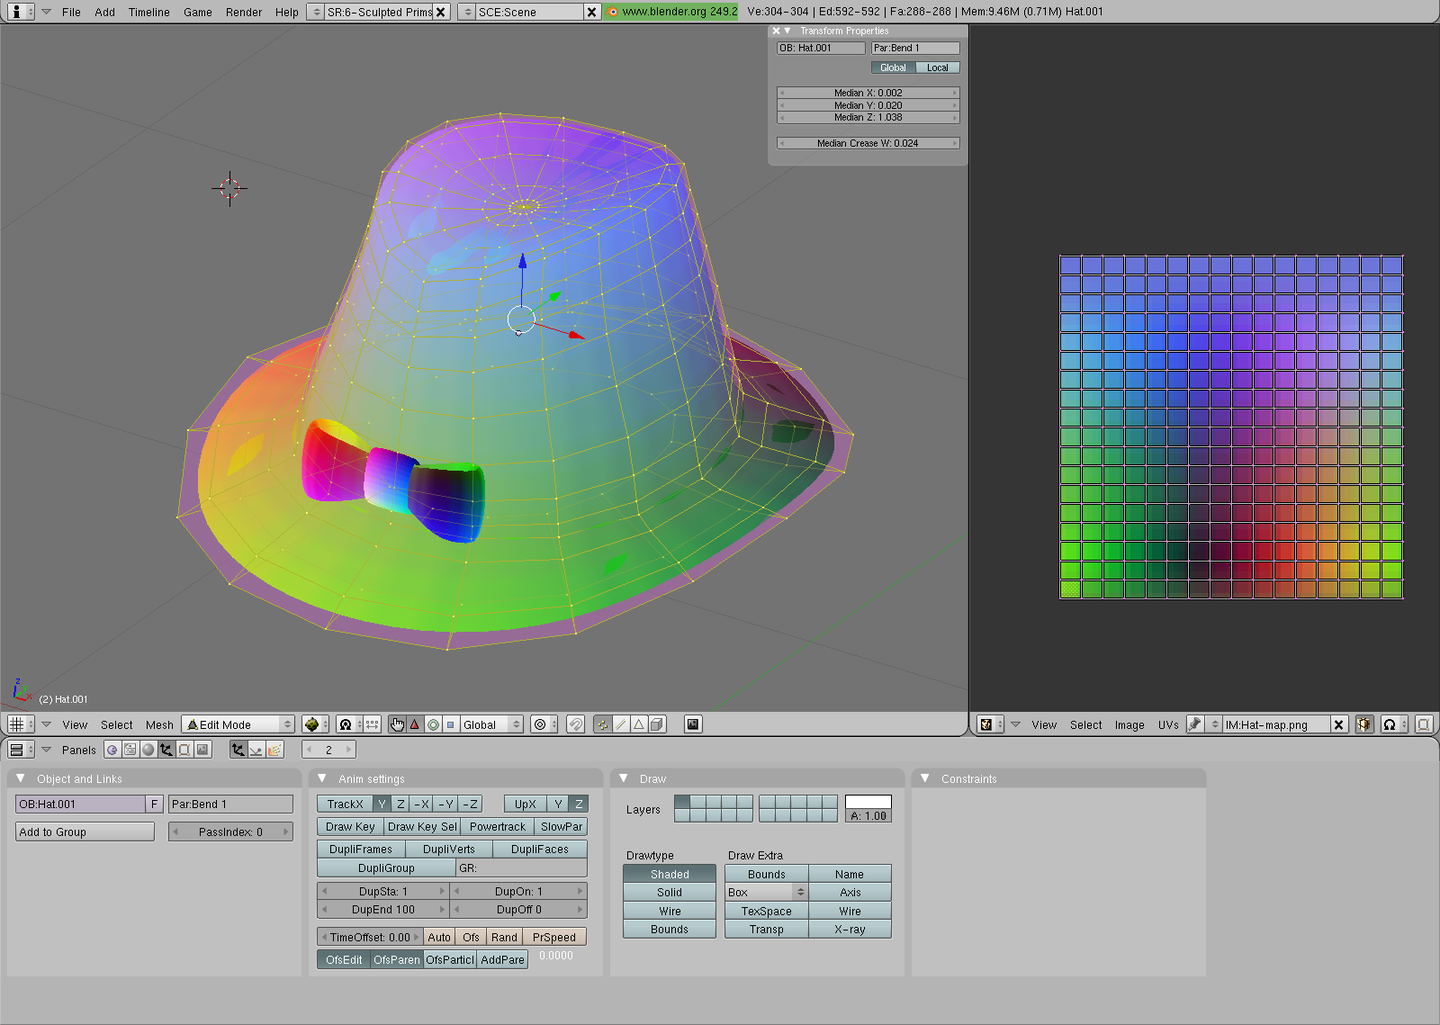 File Add Timeline Game Render Help SR:6-Sculpted Prims SCE:Scene www.blender.org 249.2 Ve:304-304 | Ed:592-592 | Fa:288-288 | Mem:9.46M (0.71M) Hat.001
Transform Properties
OB: Hat.001 Par:Bend 1
Global Local
Median X: 0.002
Median Y: 0.020
Median Z: 1.038
Median Crease W: 0.024
Z
X
(2) Hat.001
View Select Mesh Edit Mode Global
View Select Image UVs IM:Hat-map.png
Panels 2
Object and Links
OB:Hat.001 F Par:Bend 1
Add to Group PassIndex: 0
Anim settings
TrackX Y Z -X -Y -Z UpX Y Z
Draw Key Draw Key Sel Powertrack SlowPar
DupliFrames DupliVerts DupliFaces
DupliGroup GR:
DupSta: 1 DupOn: 1
DupEnd 100 DupOff 0
TimeOffset: 0.00 Auto Ofs Rand PrSpeed
OfsEdit OfsParen OfsParticl AddPare 0.0000
Draw
Layers A: 1.00
Drawtype Draw Extra
Shaded Bounds Name
Solid Box Axis
Wire TexSpace Wire
Bounds Transp X-ray
Constraints